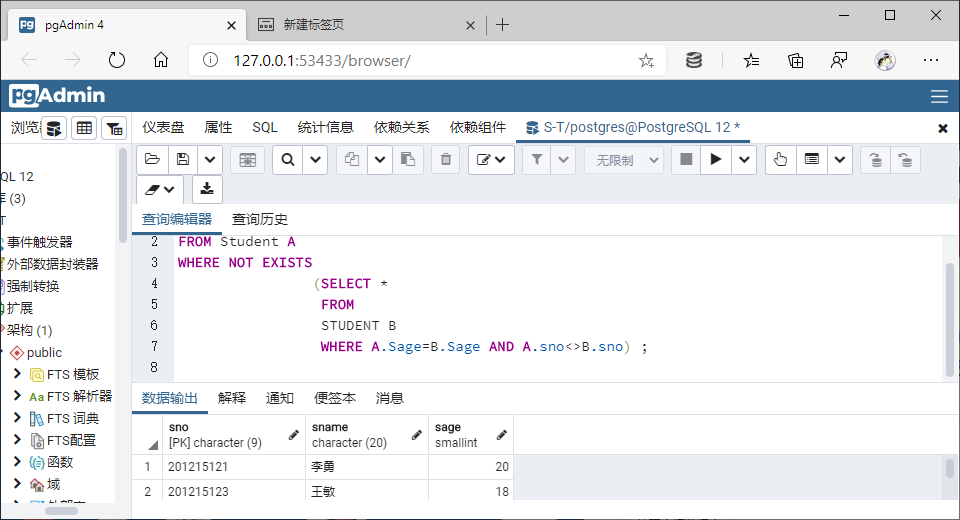 pgAdmin 4
新建标签页
127.0.0.1:53433/browser/
pgAdmin
浏览器
仪表盘 属性 SQL 统计信息 依赖关系 依赖组件 S-T/postgres@PostgreSQL 12 *
无限制
查询编辑器 查询历史
2 FROM Student A
3 WHERE NOT EXISTS
4 (SELECT *
5 FROM
6 STUDENT B
7 WHERE A.Sage=B.Sage AND A.sno<>B.sno) ;
8
QL 12
库 (3)
T
事件触发器
外部数据封装器
强制转换
扩展
架构 (1)
public
FTS 模板
FTS 解析器
FTS 词典
FTS配置
函数
域
外部表
数据输出 解释 通知 便签本 消息
sno sname sage
[PK] character (9) character (20) smallint
1 201215121 李勇 20
2 201215123 王敏 18